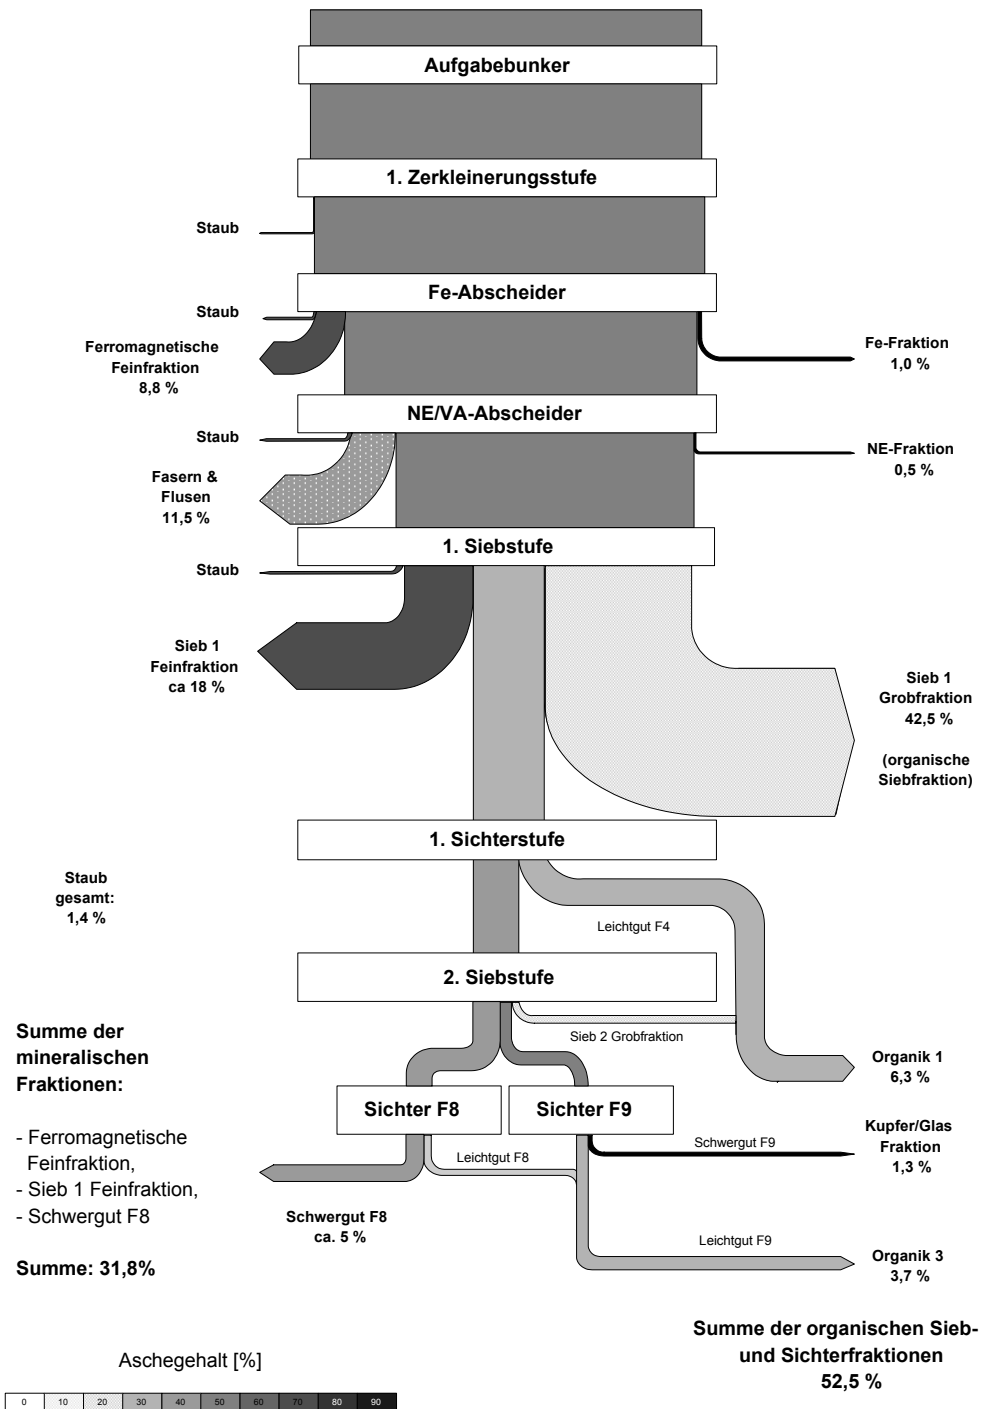 Aufgabebunker
1. Zerkleinerungsstufe
Staub
Fe-Abscheider
Staub
Ferromagnetische
Feinfraktion
8,8 %
Fe-Fraktion
1,0 %
NE/VA-Abscheider
Staub
Fasern &
Flusen
11,5 %
NE-Fraktion
0,5 %
1. Siebstufe
Staub
Sieb 1
Feinfraktion
ca 18 %
Sieb 1
Grobfraktion
42,5 %
(organische
Siebfraktion)
1. Sichterstufe
Staub
gesamt:
1,4 %
Leichtgut F4
2. Siebstufe
Sieb 2 Grobfraktion
Organik 1
6,3 %
Summe der
mineralischen
Fraktionen:
- Ferromagnetische
Feinfraktion,
- Sieb 1 Feinfraktion,
- Schwergut F8
Summe: 31,8%
Sichter F8
Sichter F9
Leichtgut F8
Schwergut F9
Kupfer/Glas
Fraktion
1,3 %
Schwergut F8
ca. 5 %
Leichtgut F9
Organik 3
3,7 %
Summe der organischen Sieb-
und Sichterfraktionen
52,5 %
Aschegehalt [%]
0 10 20 30 40 50 60 70 80 90